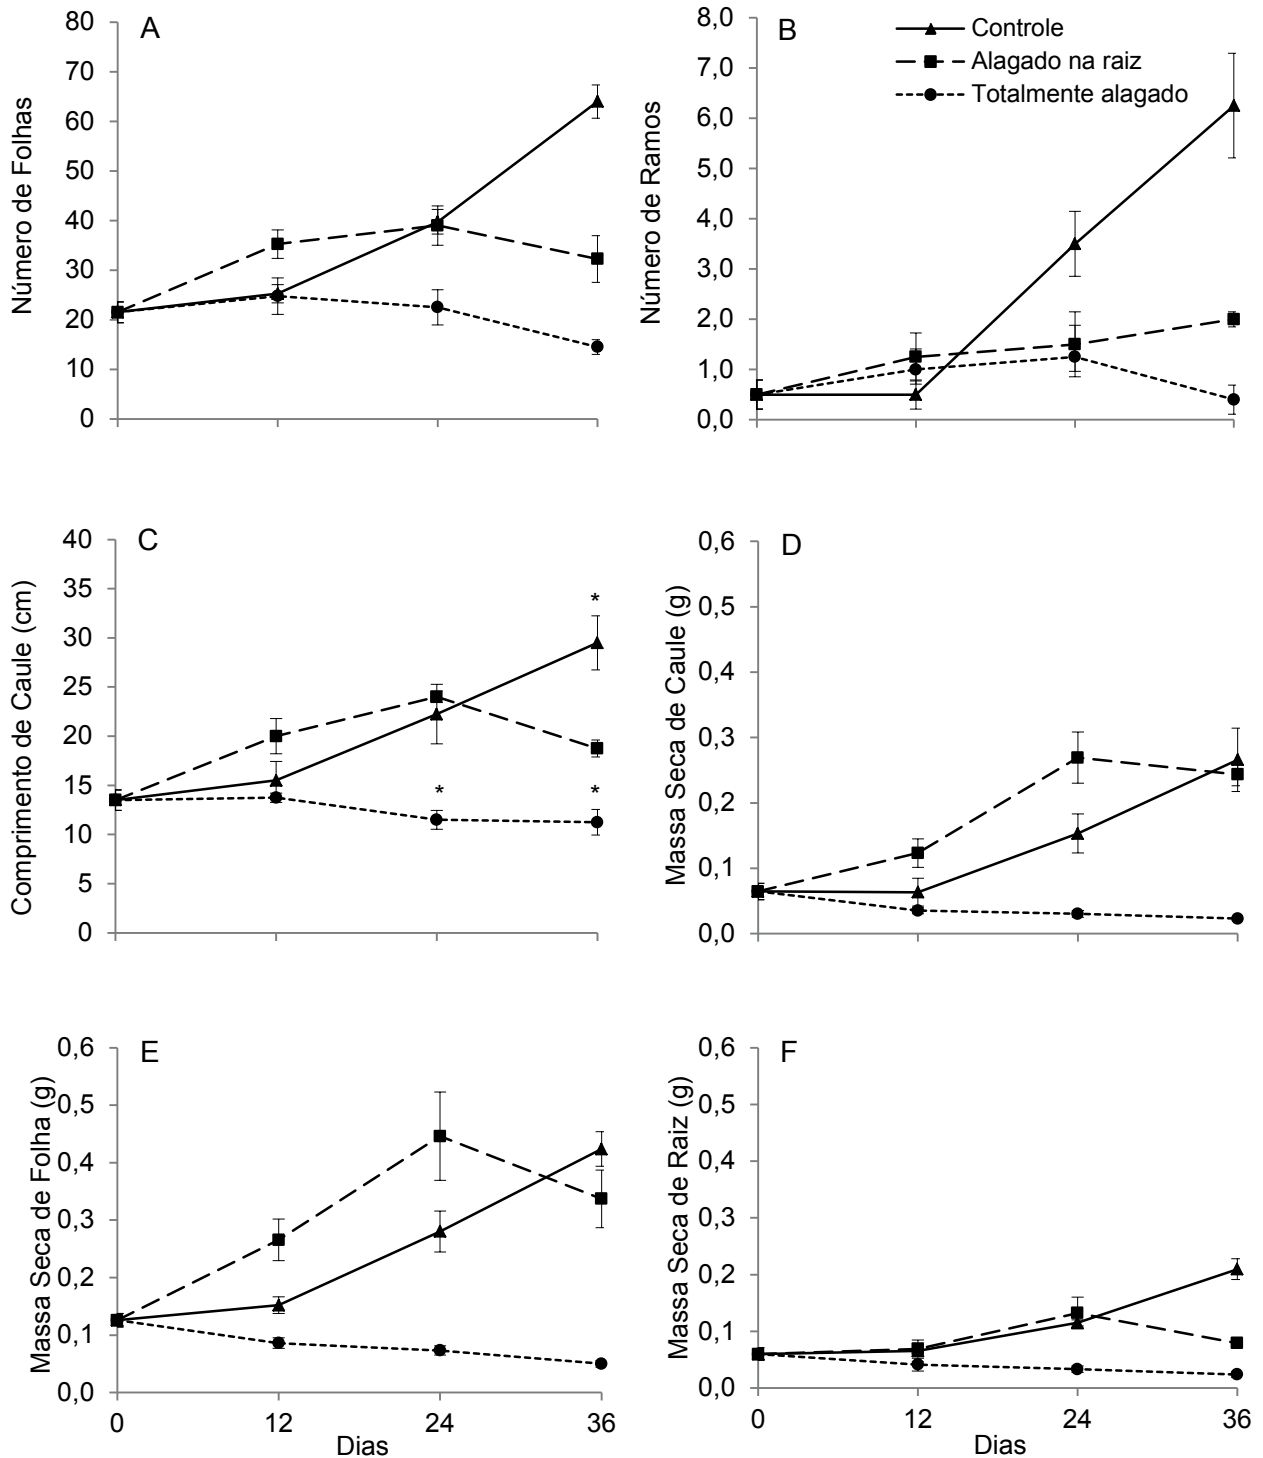 A
Número de Folhas
80
70
60
50
40
30
20
10
0
B
Controle
Alagado na raiz
Totalmente alagado
Número de Ramos
8,0
7,0
6,0
5,0
4,0
3,0
2,0
1,0
0,0
C
Comprimento de Caule (cm)
40
35
30
25
20
15
10
5
0
*
*
*
D
Massa Seca de Caule (g)
0,6
0,5
0,4
0,3
0,2
0,1
0,0
E
Massa Seca de Folha (g)
0,6
0,5
0,4
0,3
0,2
0,1
0,0
0 12 24 36
Dias
F
Massa Seca de Raiz (g)
0,6
0,5
0,4
0,3
0,2
0,1
0,0
0 12 24 36
Dias